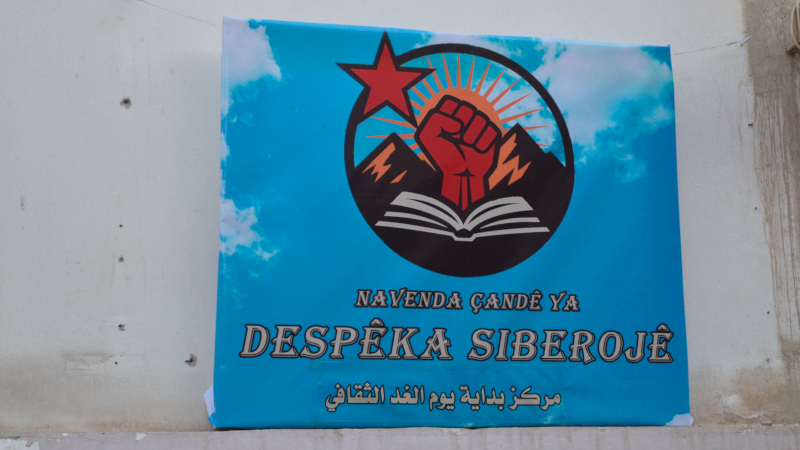 NAVENDA ÇANDÊ YA
DESPÊKA SIBEROJÊ
مركز بداية يوم الغد الثقافي